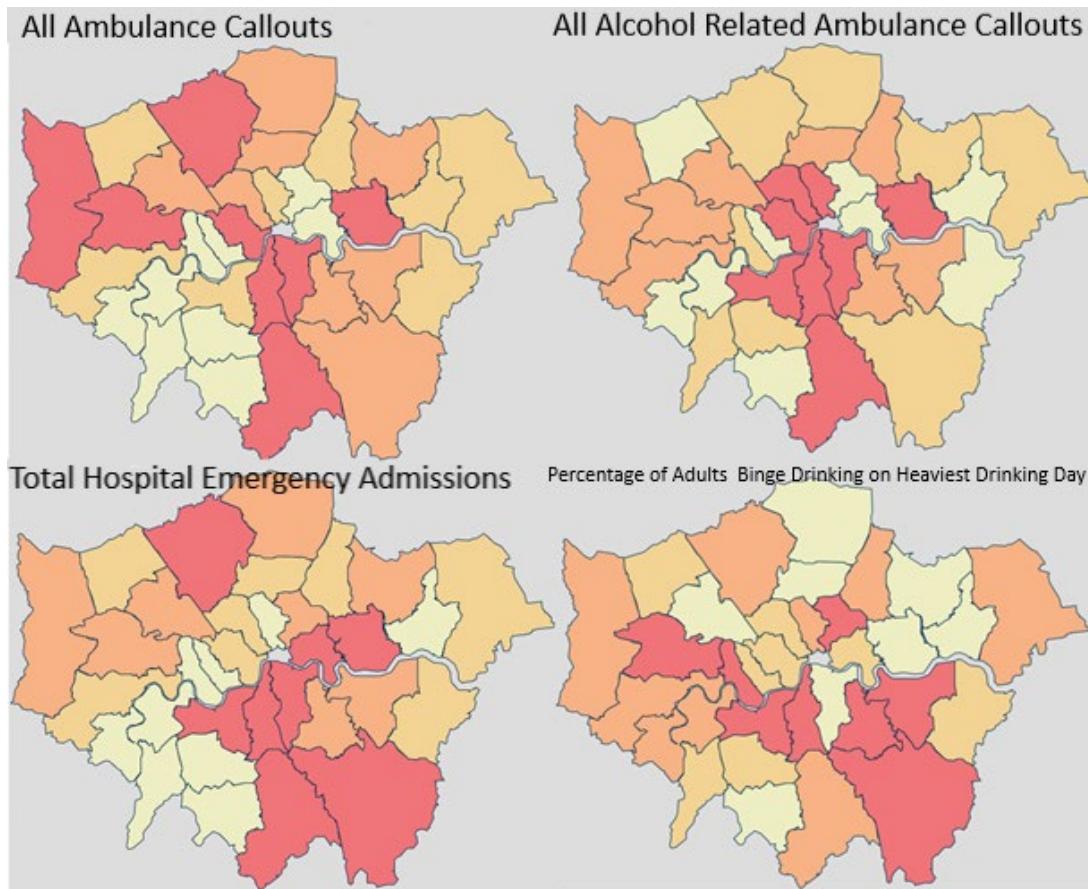 All Ambulance Callouts
All Alcohol Related Ambulance Callouts
Total Hospital Emergency Admissions
Percentage of Adults Binge Drinking on Heaviest Drinking Day